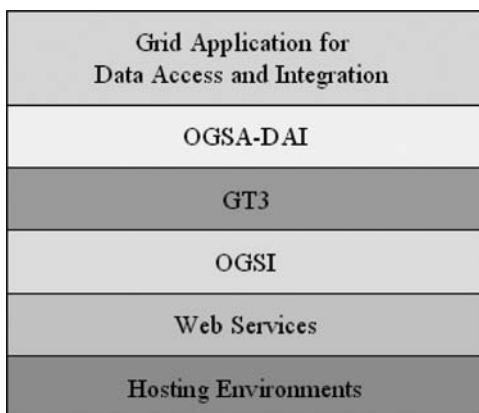 Grid Application for
Data Access and Integration
OGSA-DAI
GT3
OGSI
Web Services
Hosting Environments